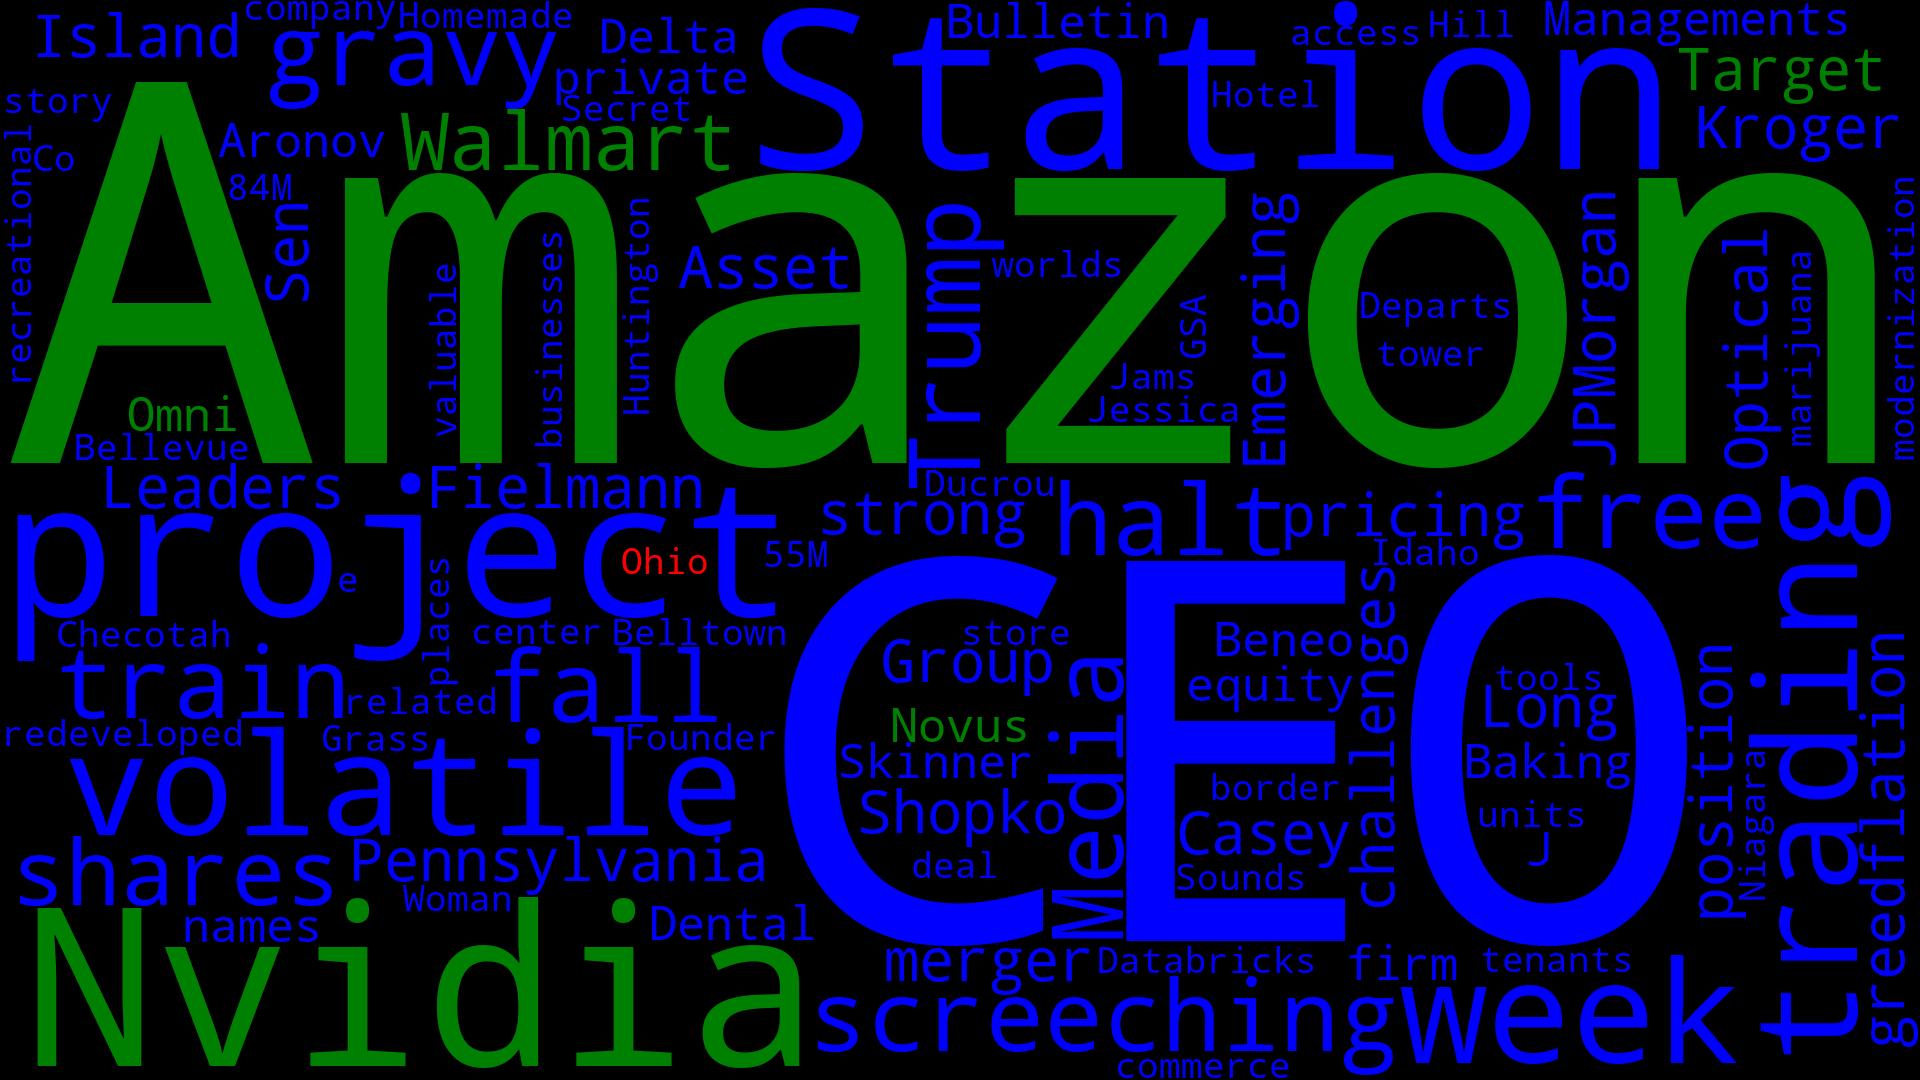 company
Homemade
Island
gravy
Delta
private
Secret
Station
Bulletin
access
Hill
Managements
Target
Kroger
Hotel
story
recreational
Co
Aronov
84M
Walmart
Amazon
Sen
valuable
businesses
Huntington
Asset
Trump
worlds
GSA
Jams
Jessica
Emerging
Departs
tower
JPMorgan
Optical
marijuana
modernization
Omni
Bellevue
Leaders
Fielmann
project
Ohio
55M
e
places
Checotah
center
Belltown
Ducrou
strong
halt
pricing
Idaho
free
trading
train
related
fall
redeveloped
Grass
Founder
volatile
CEO
store
Group
Novus
Skinner
Shopko
deal
Media
Beneo
equity
border
Casey
Sounds
challenges
tools
Long
Baking
units
J
position
Niagara
greedflation
shares
Pennsylvania
Woman
names
Dental
Nvidia
merger
Databricks
firm
tenants
screeching
week
commerce